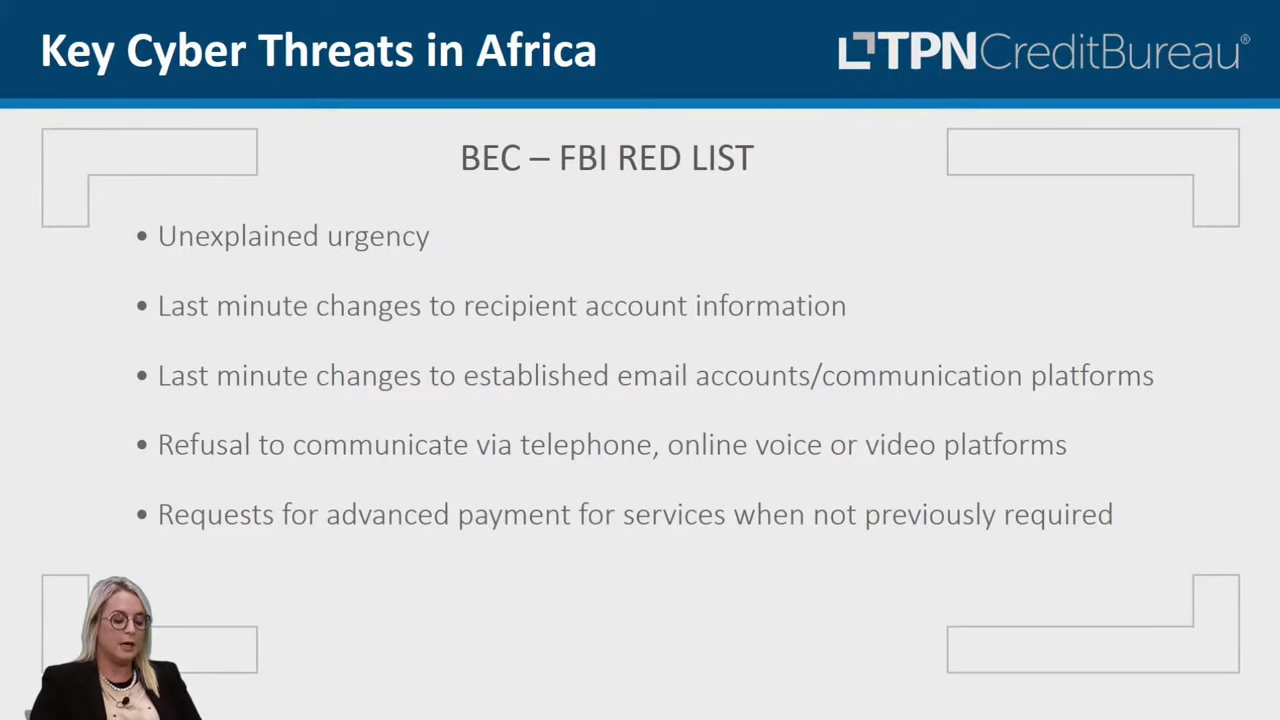 Key Cyber Threats in Africa
TPNCreditBureau®
BEC – FBI RED LIST
• Unexplained urgency
• Last minute changes to recipient account information
• Last minute changes to established email accounts/communication platforms
• Refusal to communicate via telephone, online voice or video platforms
• Requests for advanced payment for services when not previously required